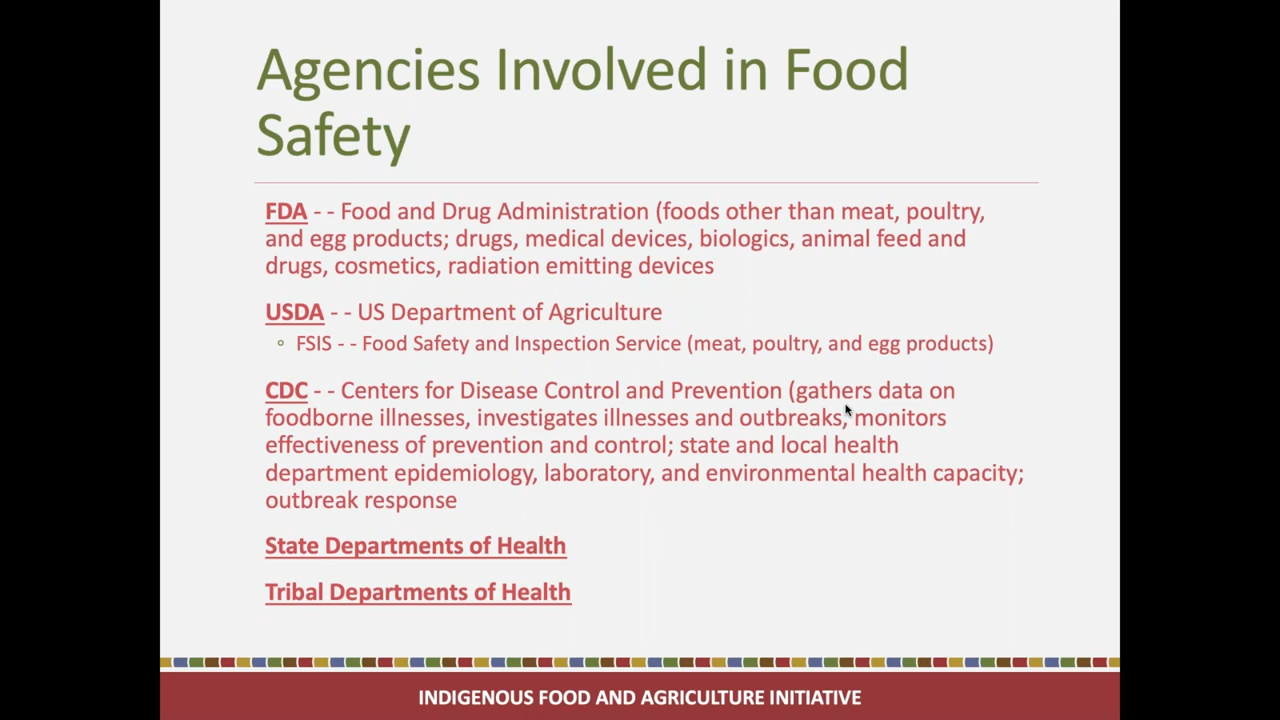 Agencies Involved in Food
Safety
FDA - - Food and Drug Administration (foods other than meat, poultry,
and egg products; drugs, medical devices, biologics, animal feed and
drugs, cosmetics, radiation emitting devices
USDA - - US Department of Agriculture
◦ FSIS - - Food Safety and Inspection Service (meat, poultry, and egg products)
CDC - - Centers for Disease Control and Prevention (gathers data on
foodborne illnesses, investigates illnesses and outbreaks, monitors
effectiveness of prevention and control; state and local health
department epidemiology, laboratory, and environmental health capacity;
outbreak response
State Departments of Health
Tribal Departments of Health
INDIGENOUS FOOD AND AGRICULTURE INITIATIVE